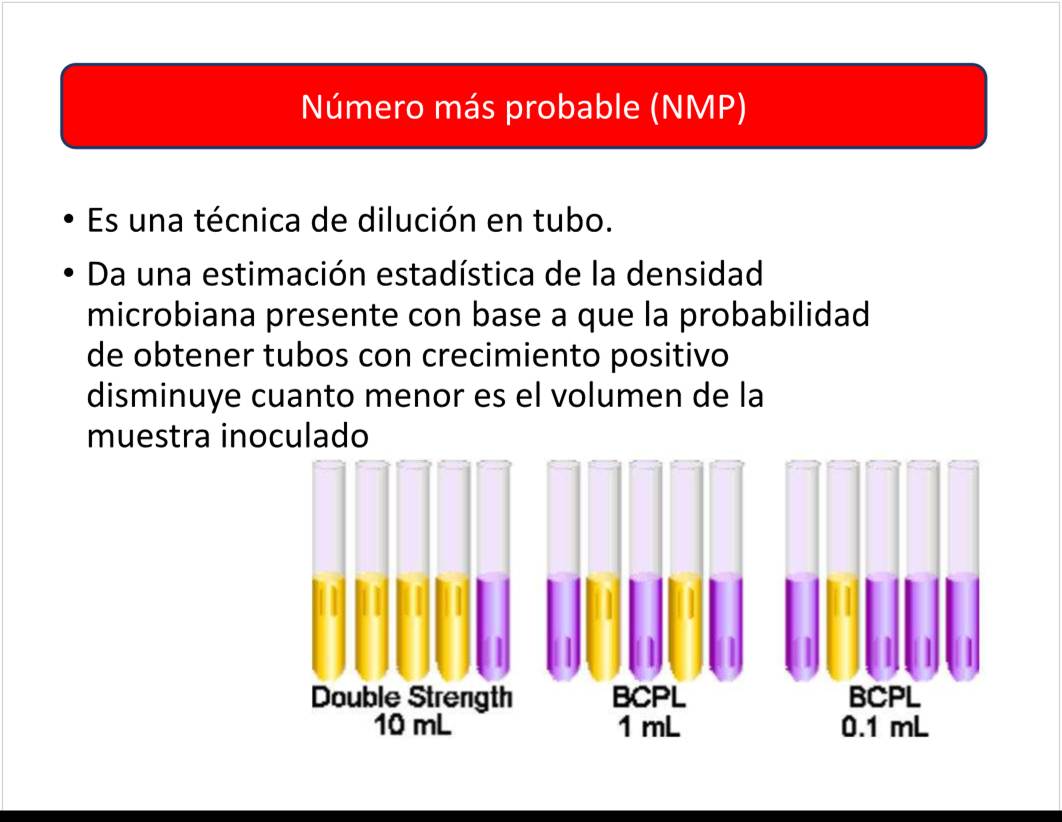 Número más probable (NMP)
• Es una técnica de dilución en tubo.
• Da una estimación estadística de la densidad
microbiana presente con base a que la probabilidad
de obtener tubos con crecimiento positivo
disminuye cuanto menor es el volumen de la
muestra inoculado
Double Strength
10 mL
BCPL
1 mL
BCPL
0.1 mL